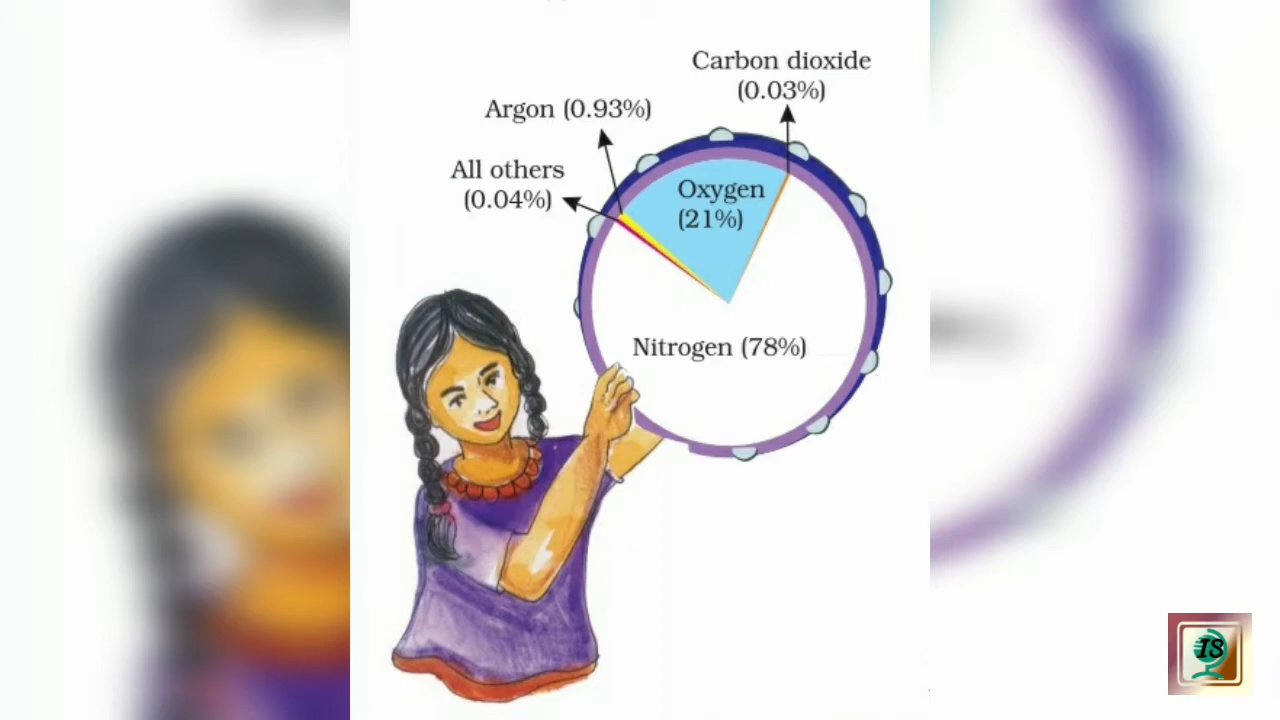 Carbon dioxide
(0.03%)
Argon (0.93%)
All others
(0.04%)
Oxygen
(21%)
Nitrogen (78%)
IS